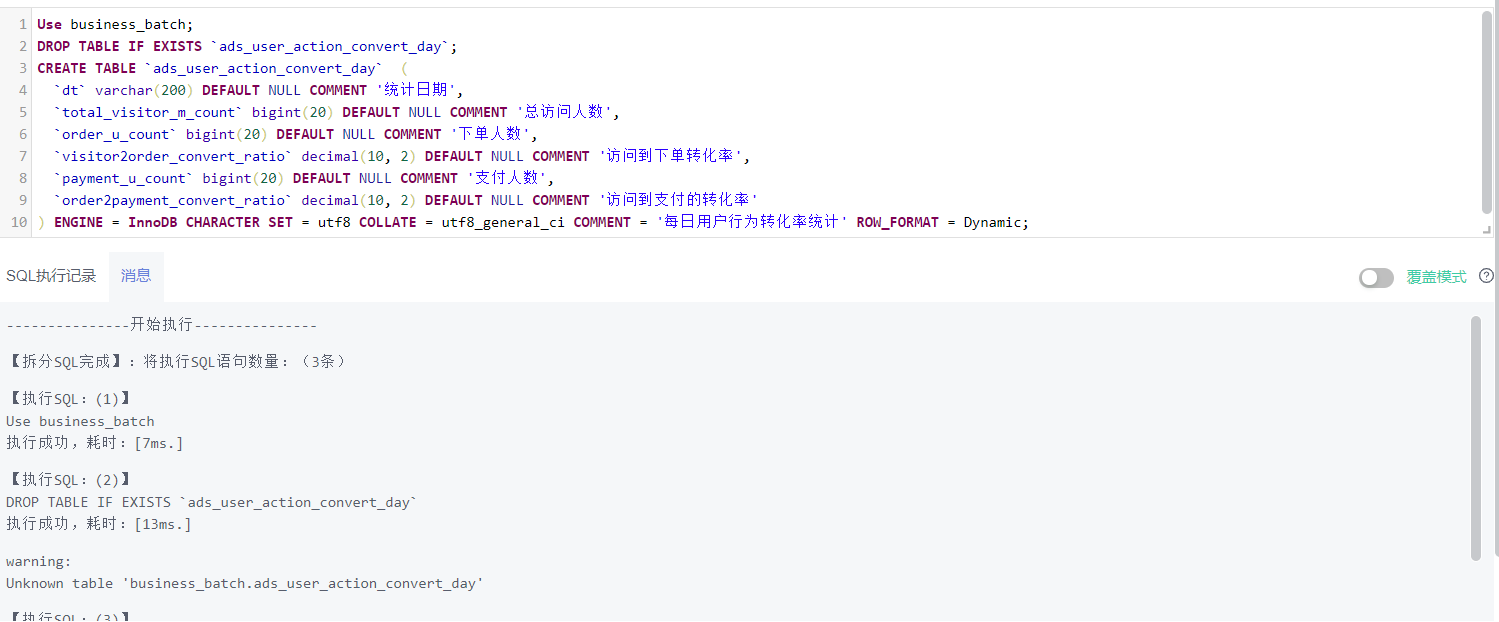 1 Use business_batch;
2 DROP TABLE IF EXISTS `ads_user_action_convert_day`;
3 CREATE TABLE `ads_user_action_convert_day`  (
4   `dt` varchar(200) DEFAULT NULL COMMENT '统计日期',
5   `total_visitor_m_count` bigint(20) DEFAULT NULL COMMENT '总访问人数',
6   `order_u_count` bigint(20) DEFAULT NULL COMMENT '下单人数',
7   `visitor2order_convert_ratio` decimal(10, 2) DEFAULT NULL COMMENT '访问到下单转化率',
8   `payment_u_count` bigint(20) DEFAULT NULL COMMENT '支付人数',
9   `order2payment_convert_ratio` decimal(10, 2) DEFAULT NULL COMMENT '访问到支付的转化率'
10 ) ENGINE = InnoDB CHARACTER SET = utf8 COLLATE = utf8_general_ci COMMENT = '每日用户行为转化率统计' ROW_FORMAT = Dynamic;
SQL执行记录 消息 覆盖模式 ?
---------------开始执行---------------
【拆分SQL完成】：将执行SQL语句数量：（3条）
【执行SQL：(1)】
Use business_batch
执行成功，耗时：[7ms.]
【执行SQL：(2)】
DROP TABLE IF EXISTS `ads_user_action_convert_day`
执行成功，耗时：[13ms.]
warning:
Unknown table 'business_batch.ads_user_action_convert_day'
【执行SQL：(3)】